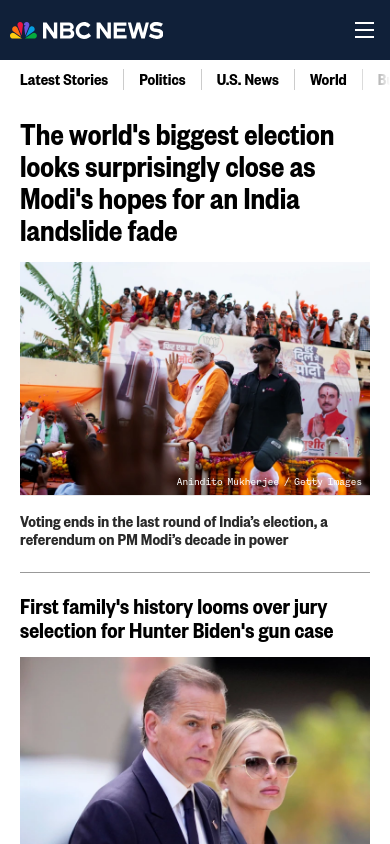 NBC NEWS
Latest Stories
Politics
U.S. News
World
The world's biggest election
looks surprisingly close as
Modi's hopes for an India
landslide fade
Anindito Mukherjee / Getty Images
Voting ends in the last round of India’s election, a
referendum on PM Modi’s decade in power
First family's history looms over jury
selection for Hunter Biden's gun case